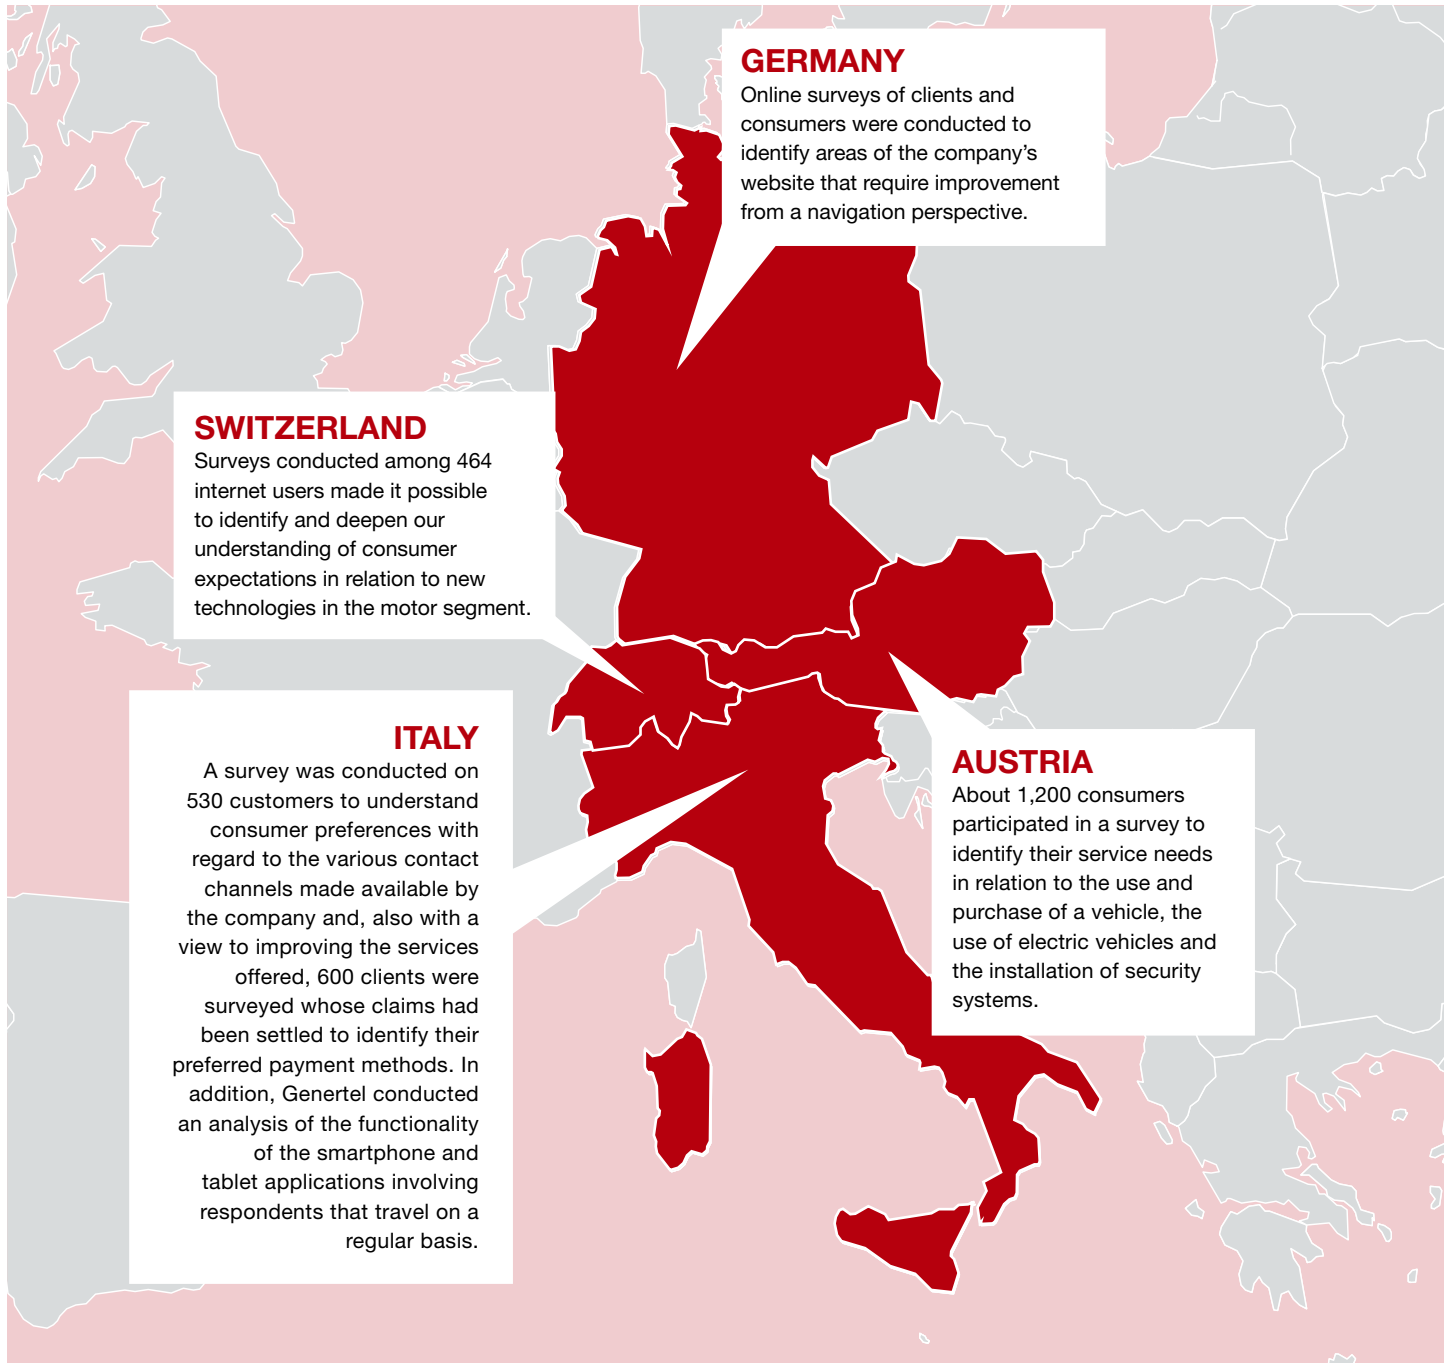 GERMANY
Online surveys of clients and
consumers were conducted to
identify areas of the company’s
website that require improvement
from a navigation perspective.
SWITZERLAND
Surveys conducted among 464
internet users made it possible
to identify and deepen our
understanding of consumer
expectations in relation to new
technologies in the motor segment.
ITALY
A survey was conducted on
530 customers to understand
consumer preferences with
regard to the various contact
channels made available by
the company and, also with a
view to improving the services
offered, 600 clients were
surveyed whose claims had
been settled to identify their
preferred payment methods. In
addition, Genertel conducted
an analysis of the functionality
of the smartphone and
tablet applications involving
respondents that travel on a
regular basis.
AUSTRIA
About 1,200 consumers
participated in a survey to
identify their service needs
in relation to the use and
purchase of a vehicle, the
use of electric vehicles and
the installation of security
systems.